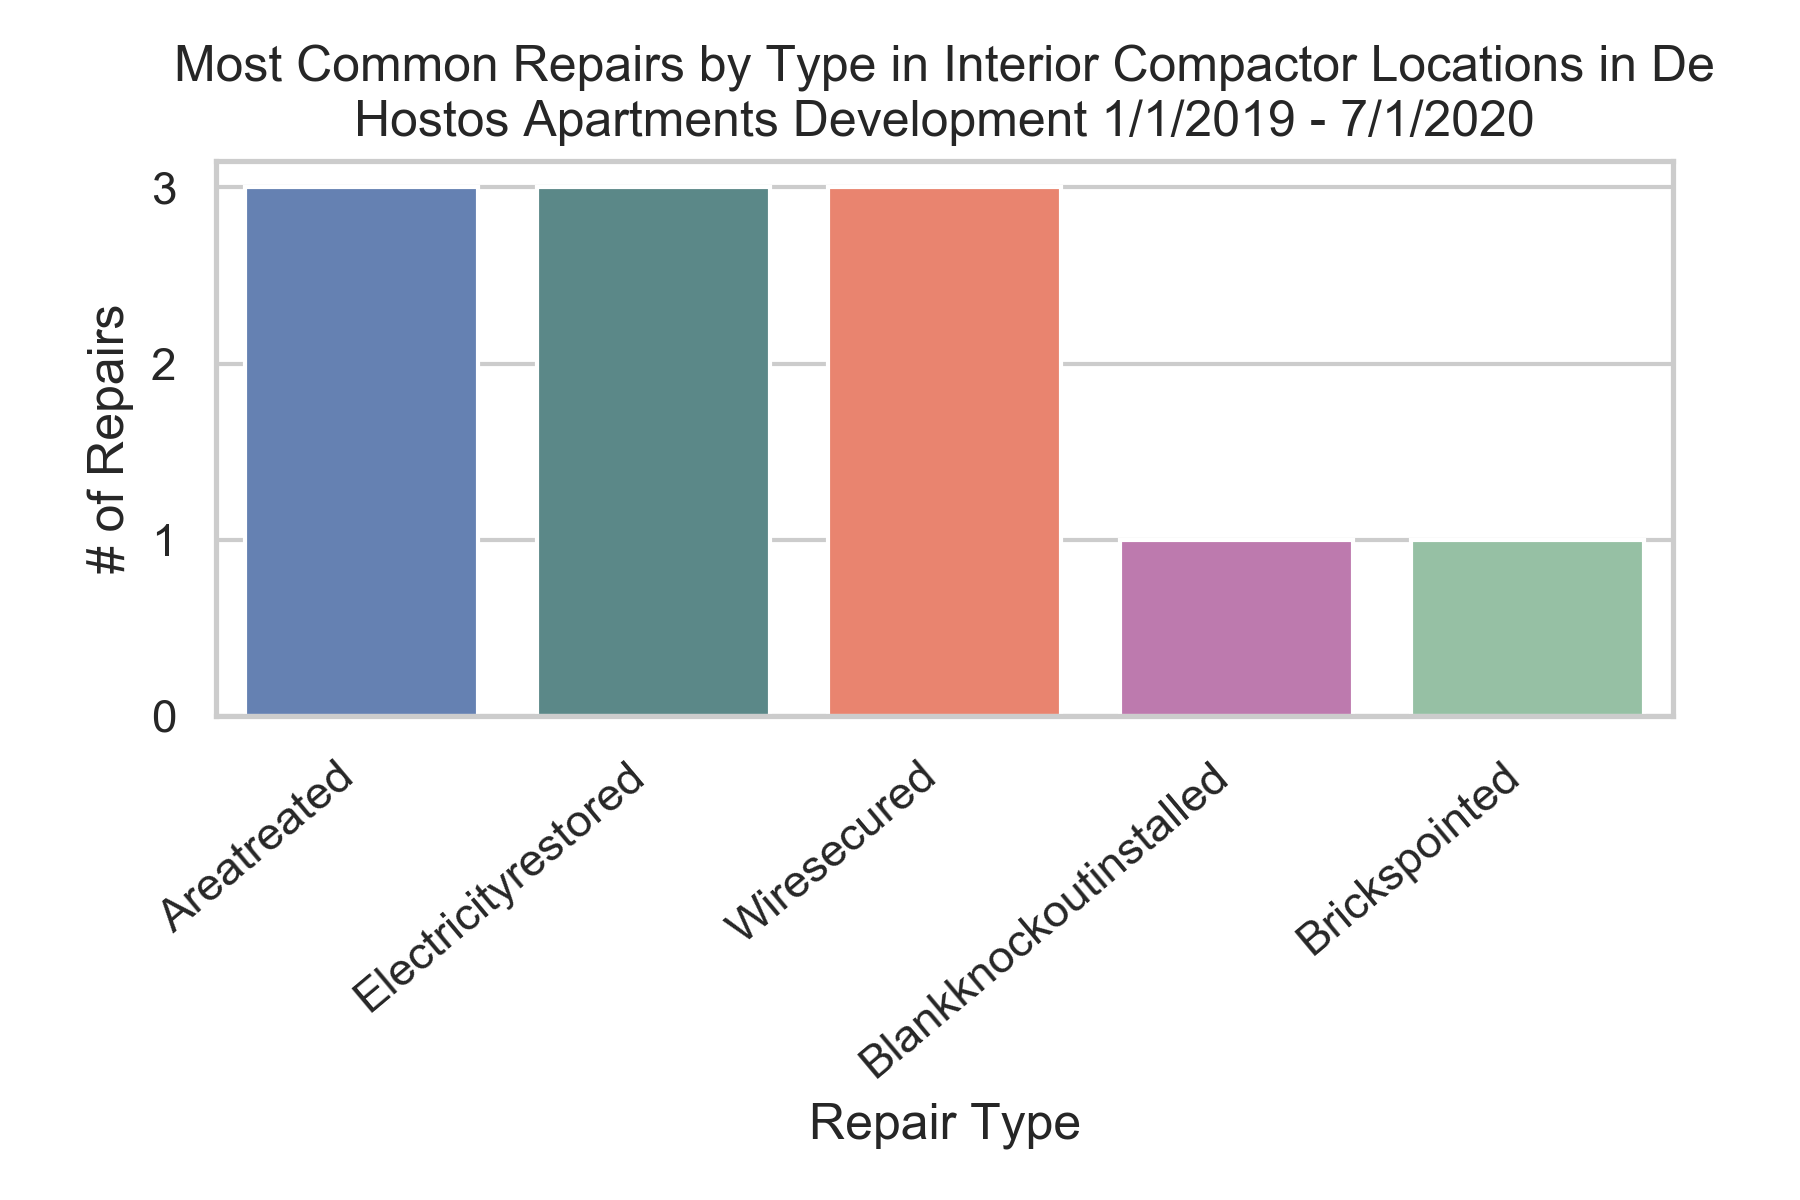 Most Common Repairs by Type in Interior Compactor Locations in De
Hostos Apartments Development 1/1/2019 - 7/1/2020
# of Repairs
3
2
1
0
Areatreated
Electricityrestored
Wiresecured
Blankknockoutinstalled
Brickspointed
Repair Type